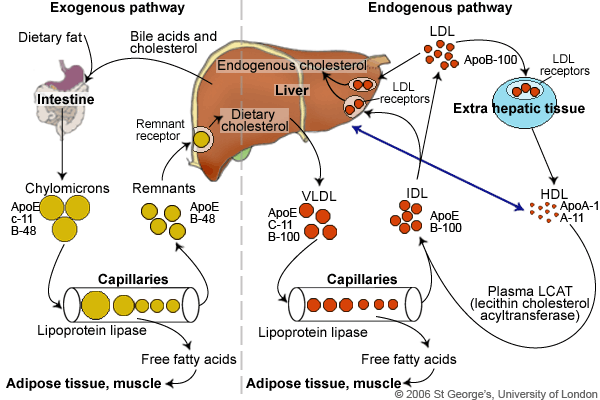 Exogenous pathway
Endogenous pathway
Dietary fat
Bile acids and
cholesterol
LDL
ApoB-100
LDL
receptors
Endogenous cholesterol
Liver
LDL
receptors
Intestine
Extra hepatic tissue
Remnant
receptor
Dietary
cholesterol
Chylomicrons
ApoE
c-11
B-48
Remnants
ApoE
B-48
VLDL
ApoE
C-11
B-100
IDL
ApoE
B-100
HDL
ApoA-1
A-11
Capillaries
Lipoprotein lipase
Capillaries
Lipoprotein lipase
Plasma LCAT
(lecithin cholesterol
acyltransferase)
Free fatty acids
Adipose tissue, muscle
Free fatty acids
Adipose tissue, muscle
© 2006 St George's, University of London